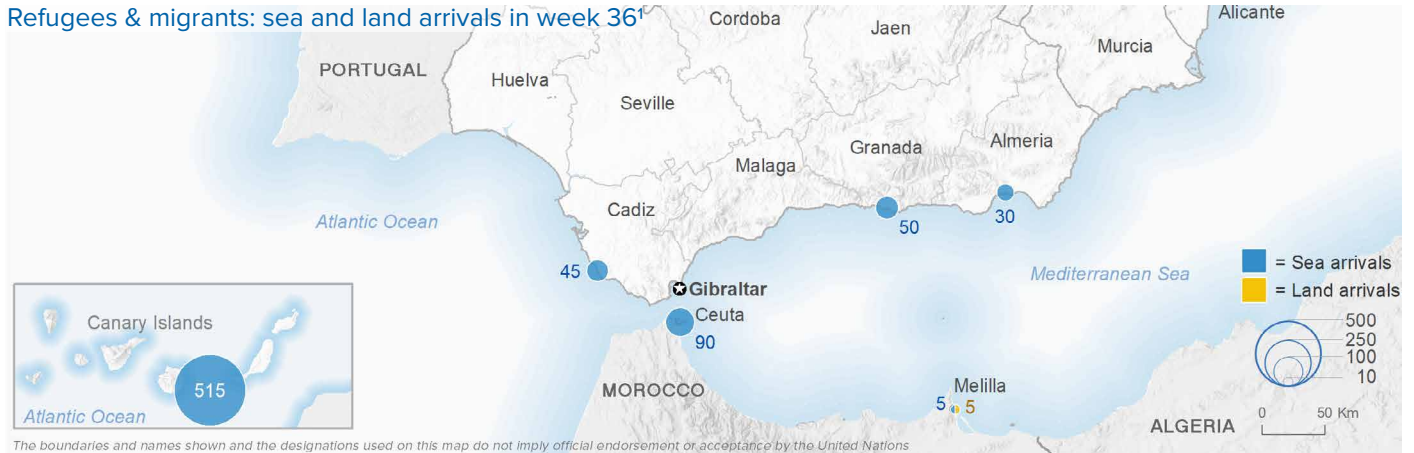 Refugees & migrants: sea and land arrivals in week 36¹
Cordoba
Alicante
Jaen
Murcia
PORTUGAL
Huelva
Seville
Granada
Almeria
Malaga
Cadiz
50
30
Atlantic Ocean
45
Mediterranean Sea
= Sea arrivals
Gibraltar
= Land arrivals
Ceuta
90
Canary Islands
500
250
100
10
515
MOROCCO
Melilla
5
5
Atlantic Ocean
0 50 Km
ALGERIA
The boundaries and names shown and the designations used on this map do not imply official endorsement or acceptance by the United Nations